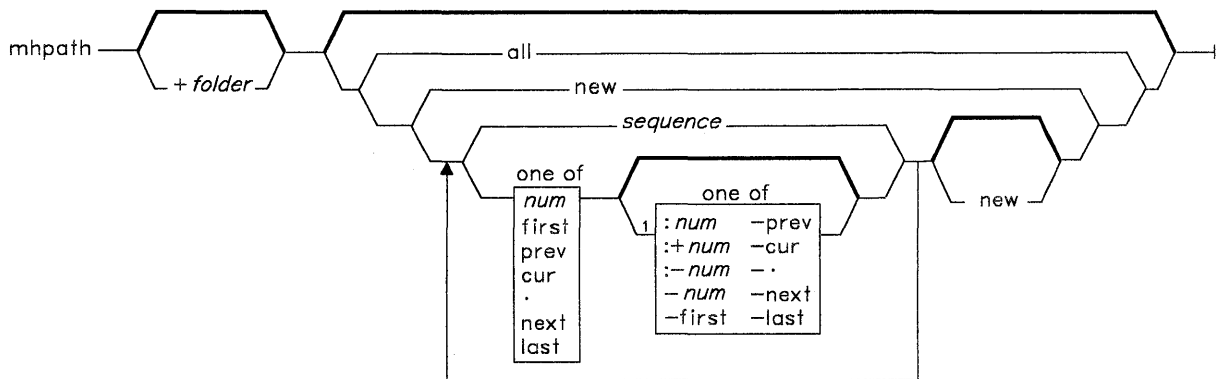 mhpath
+ folder
all
new
sequence
one of
num
first
prev
cur
.
next
last
1
one of
:num −prev
:+num −cur
:−num −·
−num −next
−first −last
new